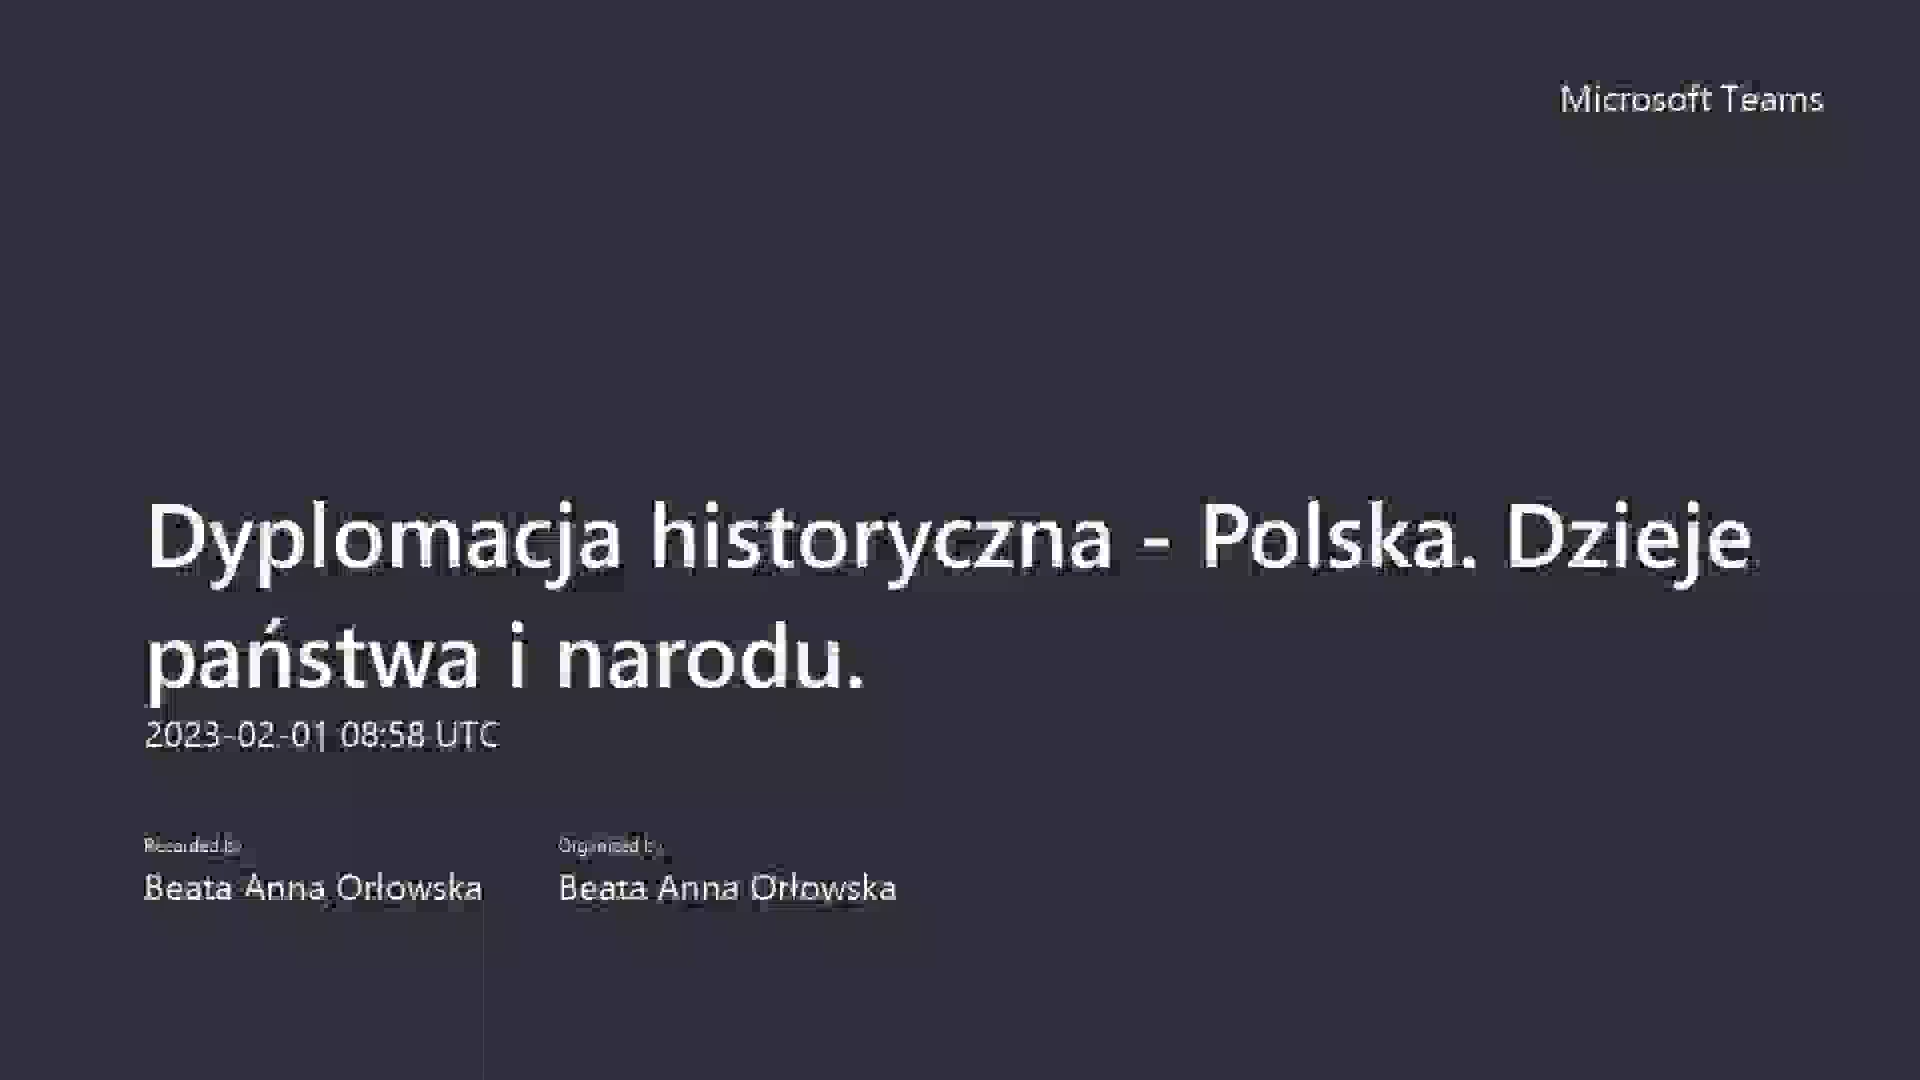 Microsoft Teams
Dyplomacja historyczna - Polska. Dzieje
państwa i narodu.
2023-02-01 08:58 UTC
Recorded by
Organized by
Beata Anna Orłowska
Beata Anna Orłowska